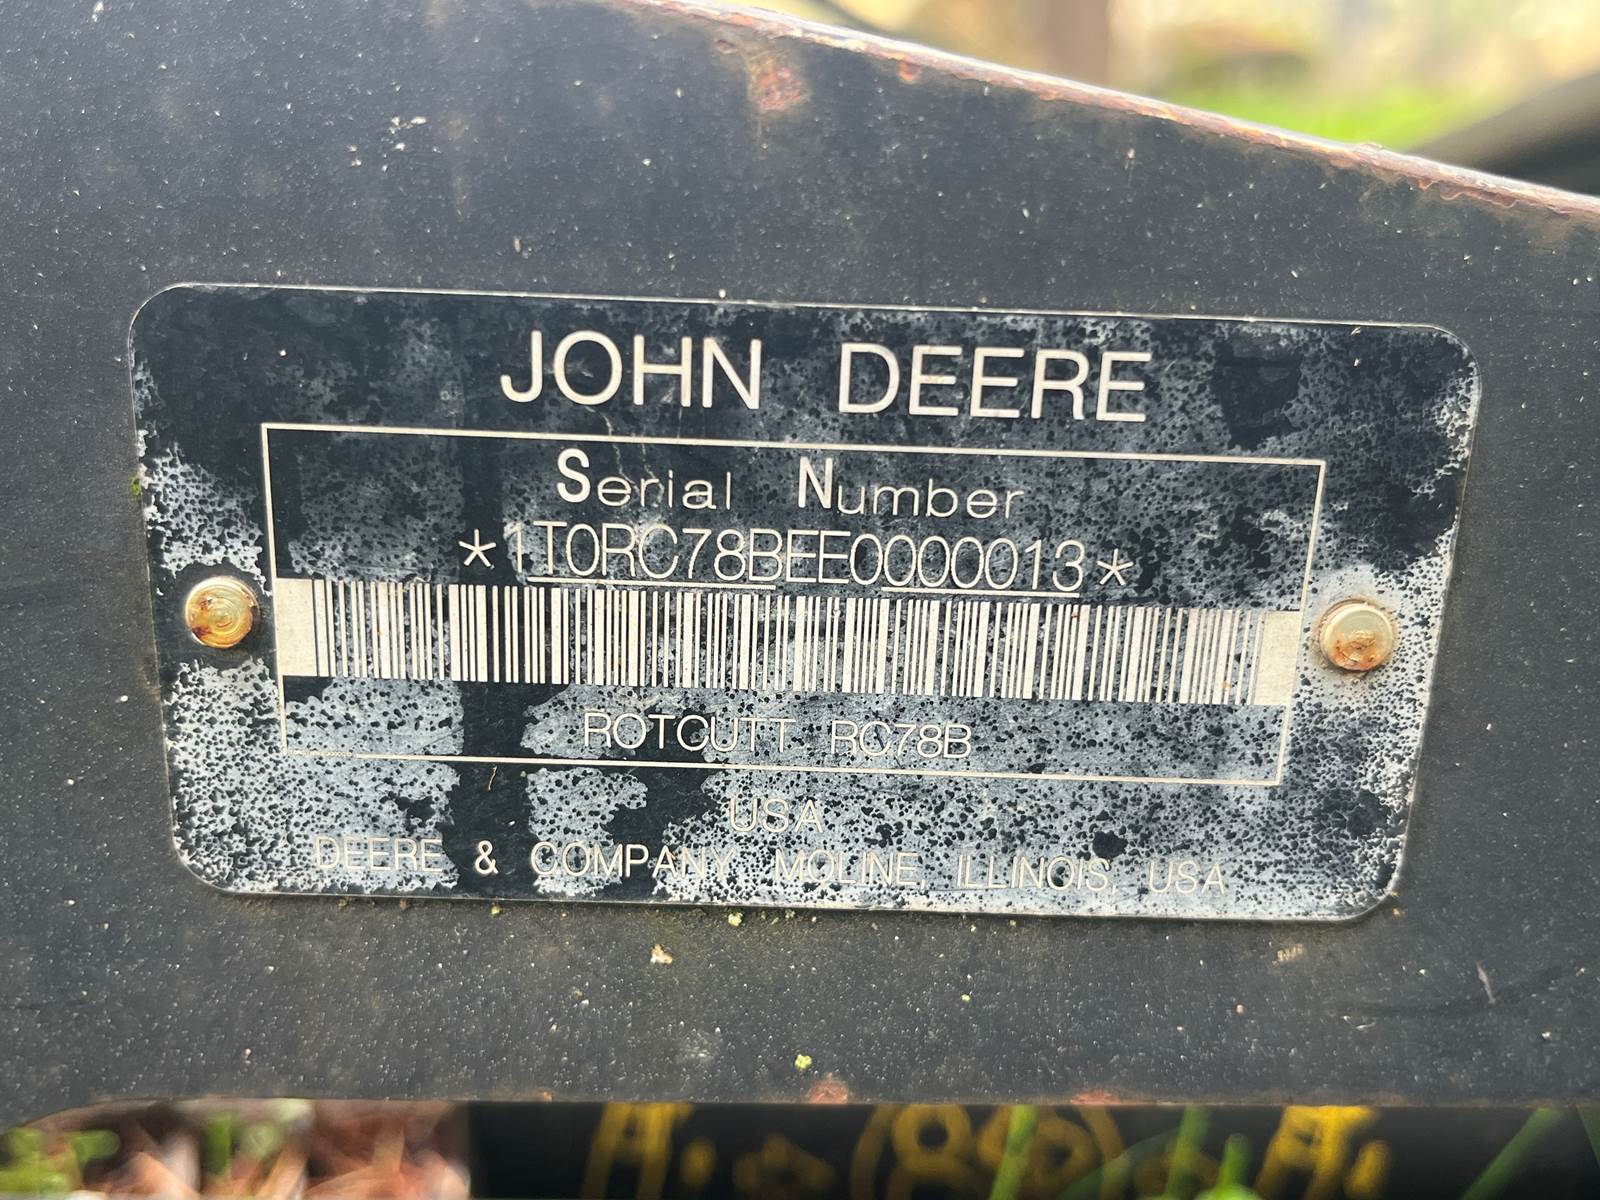 JOHN DEERE
Serial Number
*1T0RC78BEE0000013*
ROTCUTT RC78B
USA
DEERE & COMPANY MOLINE, ILLINOIS, USA